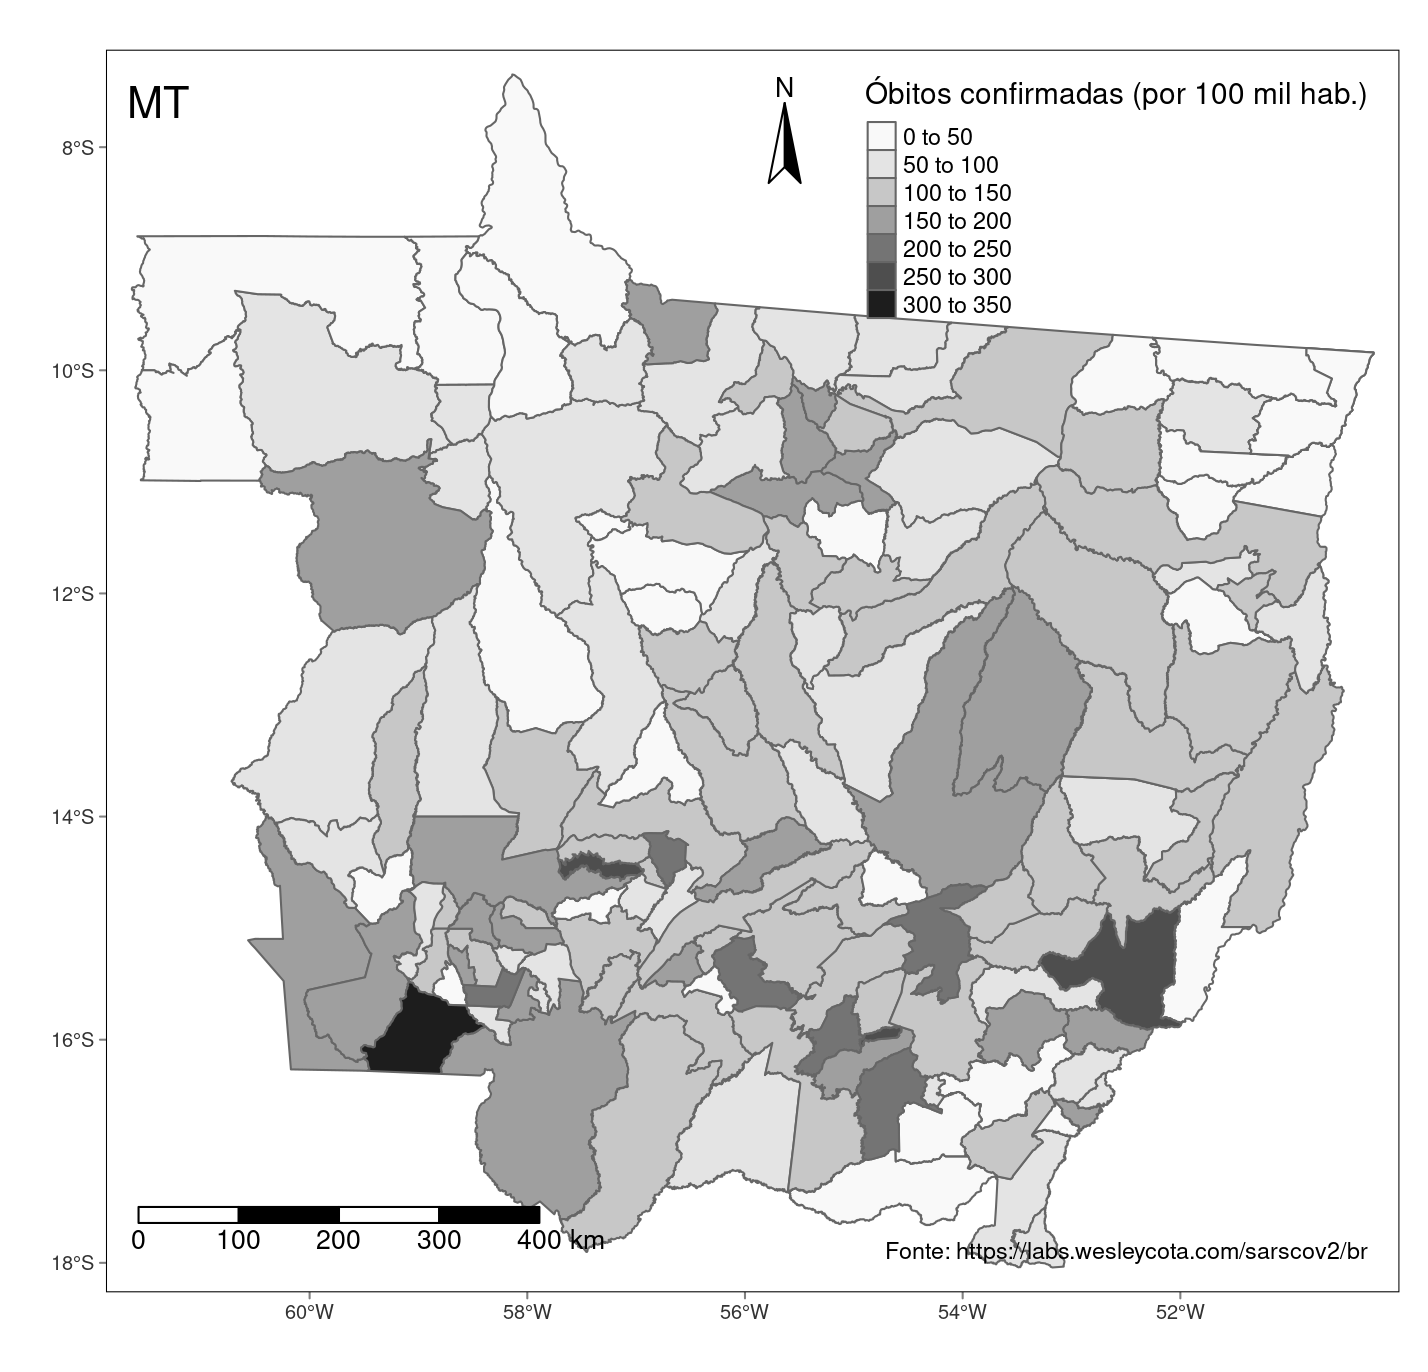 MT
N
Óbitos confirmadas (por 100 mil hab.)
0 to 50
50 to 100
100 to 150
150 to 200
200 to 250
250 to 300
300 to 350
8°S
10°S
12°S
14°S
16°S
18°S
0 100 200 300 400 km
Fonte: https://labs.wesleycota.com/sarscov2/br
60°W 58°W 56°W 54°W 52°W